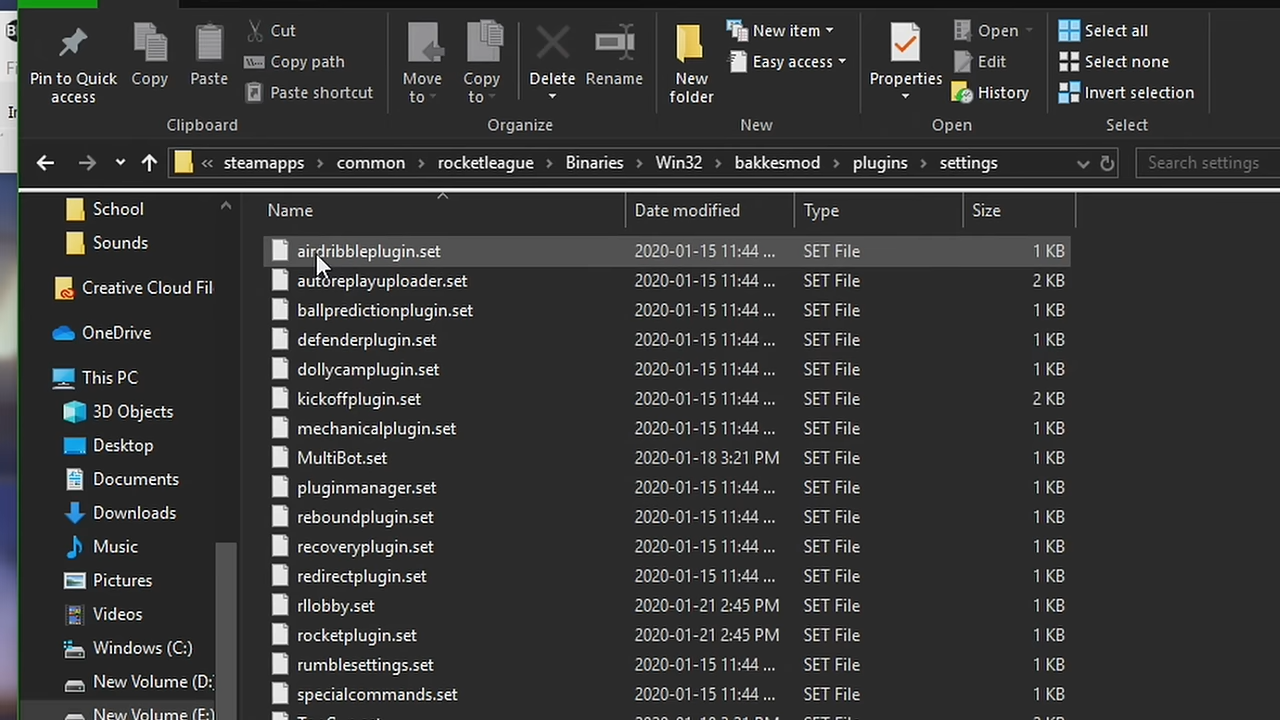 Cut
Copy path
Paste shortcut
Pin to Quick access
Copy
Paste
Clipboard
Move to
Copy to
Delete
Rename
Organize
New folder
New item
Easy access
New
Properties
Open
Edit
History
Open
Select all
Select none
Invert selection
Select
« steamapps > common > rocketleague > Binaries > Win32 > bakkesmod > plugins > settings
Search settings
School
Sounds
Creative Cloud Fil
OneDrive
This PC
3D Objects
Desktop
Documents
Downloads
Music
Pictures
Videos
Windows (C:)
New Volume (D:
New Volume (F:)
Name Date modified Type Size
airdribbleplugin.set 2020-01-15 11:44 ... SET File 1 KB
autoreplayuploader.set 2020-01-15 11:44 ... SET File 2 KB
ballpredictionplugin.set 2020-01-15 11:44 ... SET File 1 KB
defenderplugin.set 2020-01-15 11:44 ... SET File 1 KB
dollycamplugin.set 2020-01-15 11:44 ... SET File 1 KB
kickoffplugin.set 2020-01-15 11:44 ... SET File 2 KB
mechanicalplugin.set 2020-01-15 11:44 ... SET File 1 KB
MultiBot.set 2020-01-18 3:21 PM SET File 1 KB
pluginmanager.set 2020-01-15 11:44 ... SET File 1 KB
reboundplugin.set 2020-01-15 11:44 ... SET File 1 KB
recoveryplugin.set 2020-01-15 11:44 ... SET File 1 KB
redirectplugin.set 2020-01-15 11:44 ... SET File 1 KB
rllobby.set 2020-01-21 2:45 PM SET File 1 KB
rocketplugin.set 2020-01-21 2:45 PM SET File 1 KB
rumblesettings.set 2020-01-15 11:44 ... SET File 1 KB
specialcommands.set 2020-01-15 11:44 ... SET File 1 KB